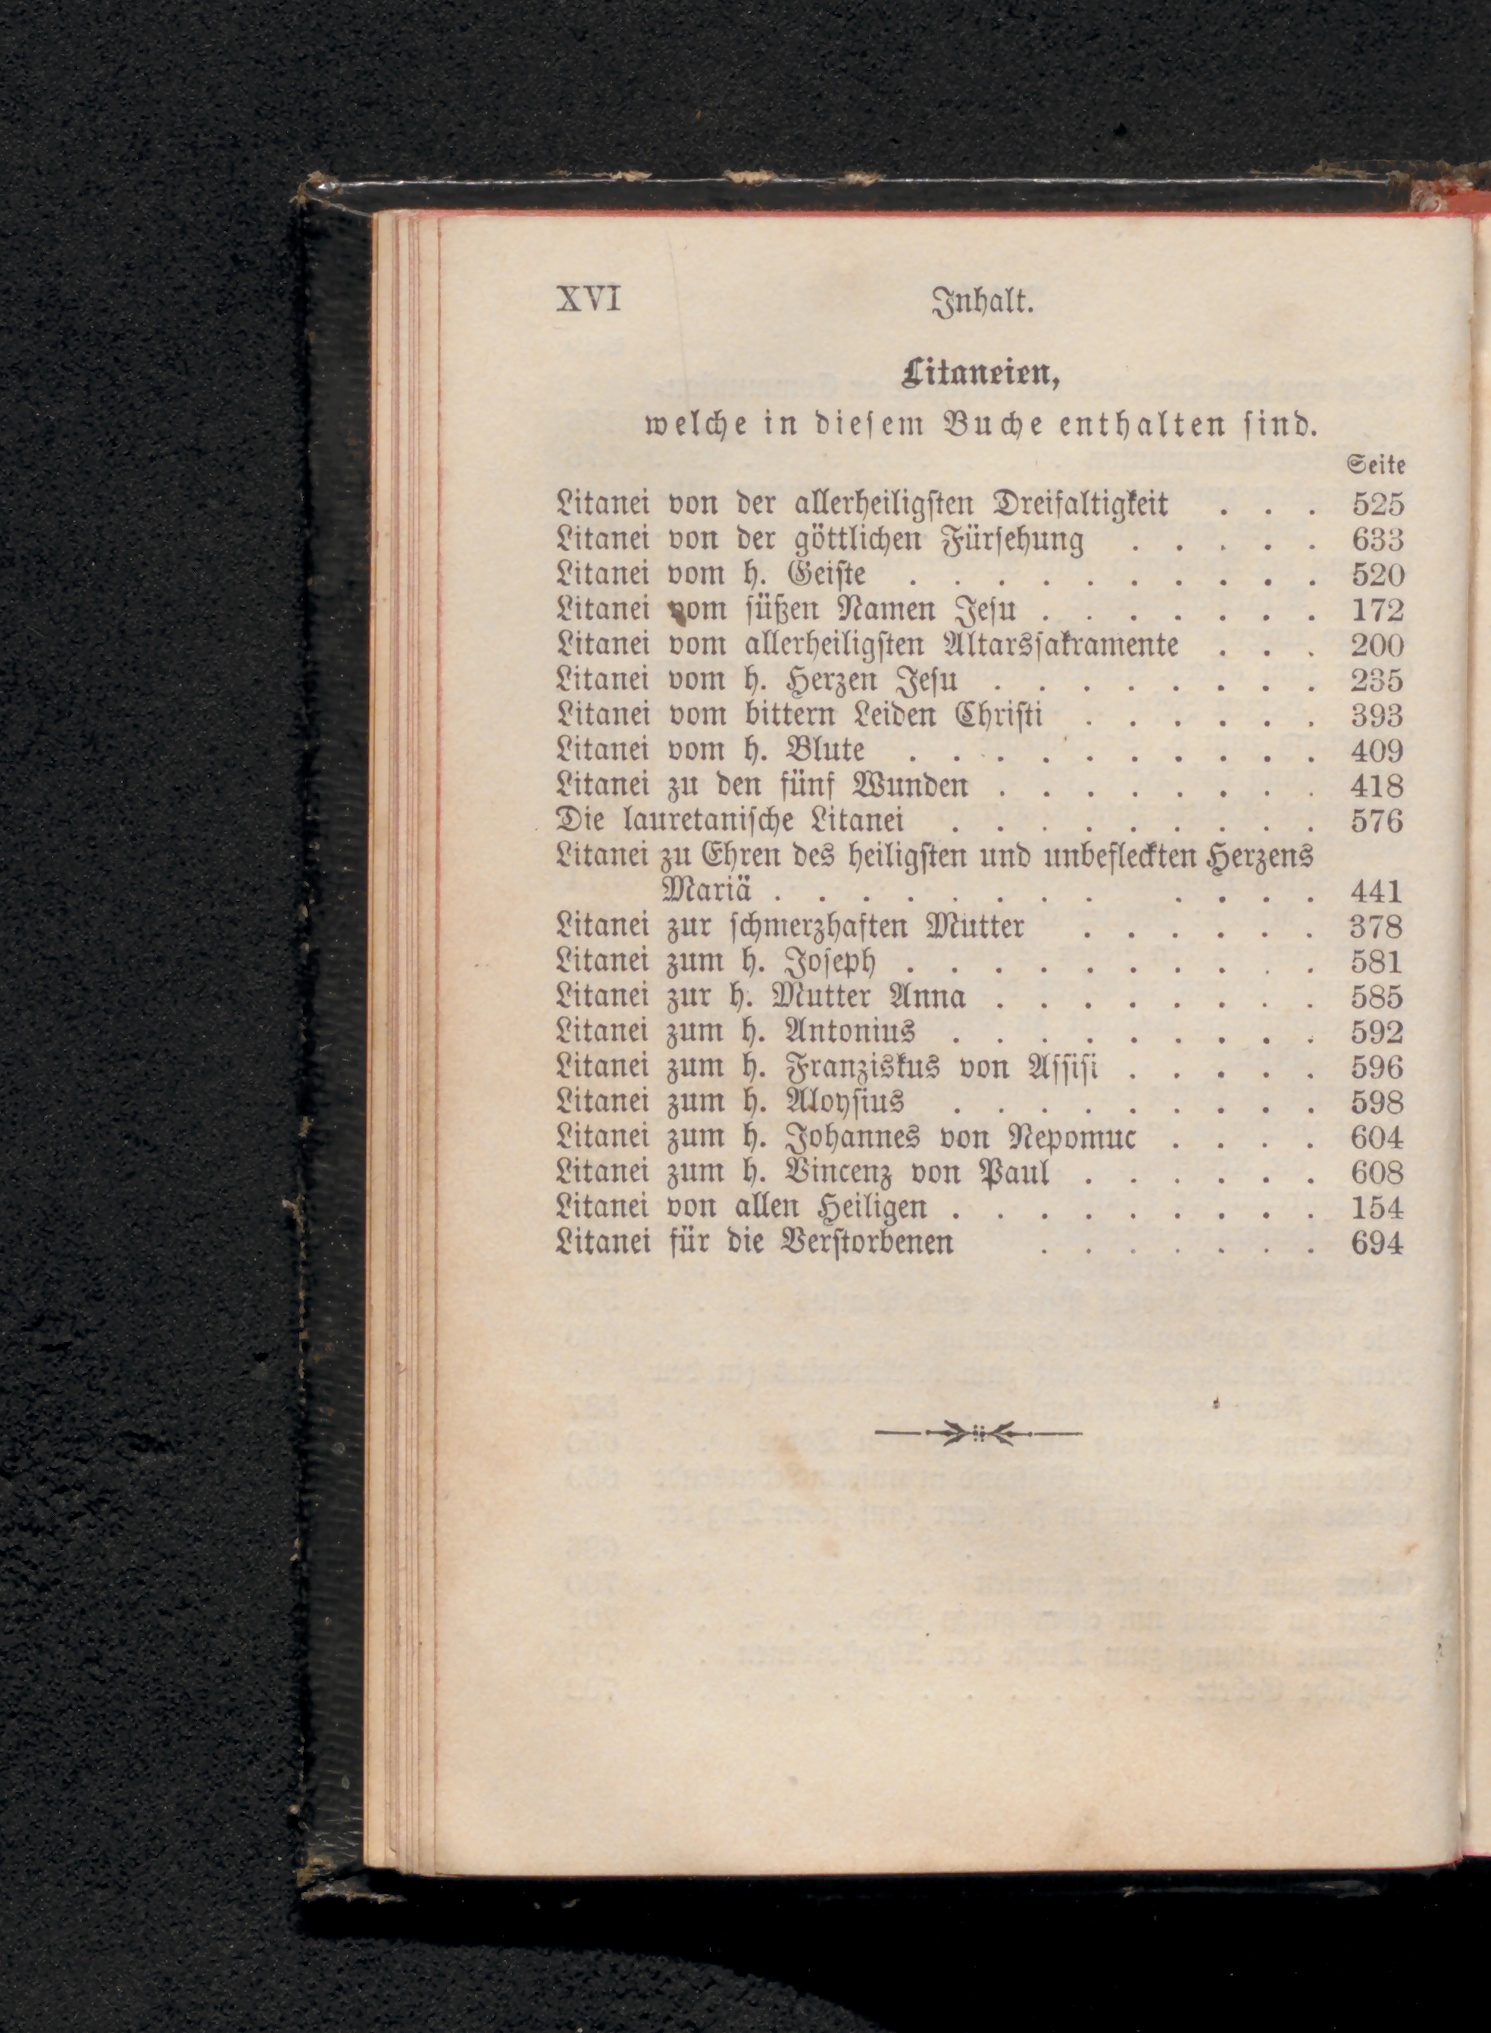 XVI Inhalt.
Litaneien,
welche in diesem Buche enthalten sind.
Seite
Litanei von der allerheiligsten Dreifaltigkeit . . . 525
Litanei von der göttlichen Fürsehung . . . . . 633
Litanei vom h. Geiste . . . . . . . . . . 520
Litanei vom süßen Namen Jesu . . . . . . . 172
Litanei vom allerheiligsten Altarssakramente . . . 200
Litanei vom h. Herzen Jesu . . . . . . . . 235
Litanei vom bittern Leiden Christi . . . . . . 393
Litanei vom h. Blute . . . . . . . . . . 409
Litanei zu den fünf Wunden . . . . . . . . 418
Die lauretanische Litanei . . . . . . . . . 576
Litanei zu Ehren des heiligsten und unbefleckten Herzens
Mariä . . . . . . . . . . . . 441
Litanei zur schmerzhaften Mutter . . . . . . 378
Litanei zum h. Joseph . . . . . . . . . . 581
Litanei zur h. Mutter Anna . . . . . . . . 585
Litanei zum h. Antonius . . . . . . . . . 592
Litanei zum h. Franziskus von Assisi . . . . . 596
Litanei zum h. Aloysius . . . . . . . . . 598
Litanei zum h. Johannes von Nepomuc . . . . 604
Litanei zum h. Vincenz von Paul . . . . . . 608
Litanei von allen Heiligen . . . . . . . . . 154
Litanei für die Verstorbenen . . . . . . . 694